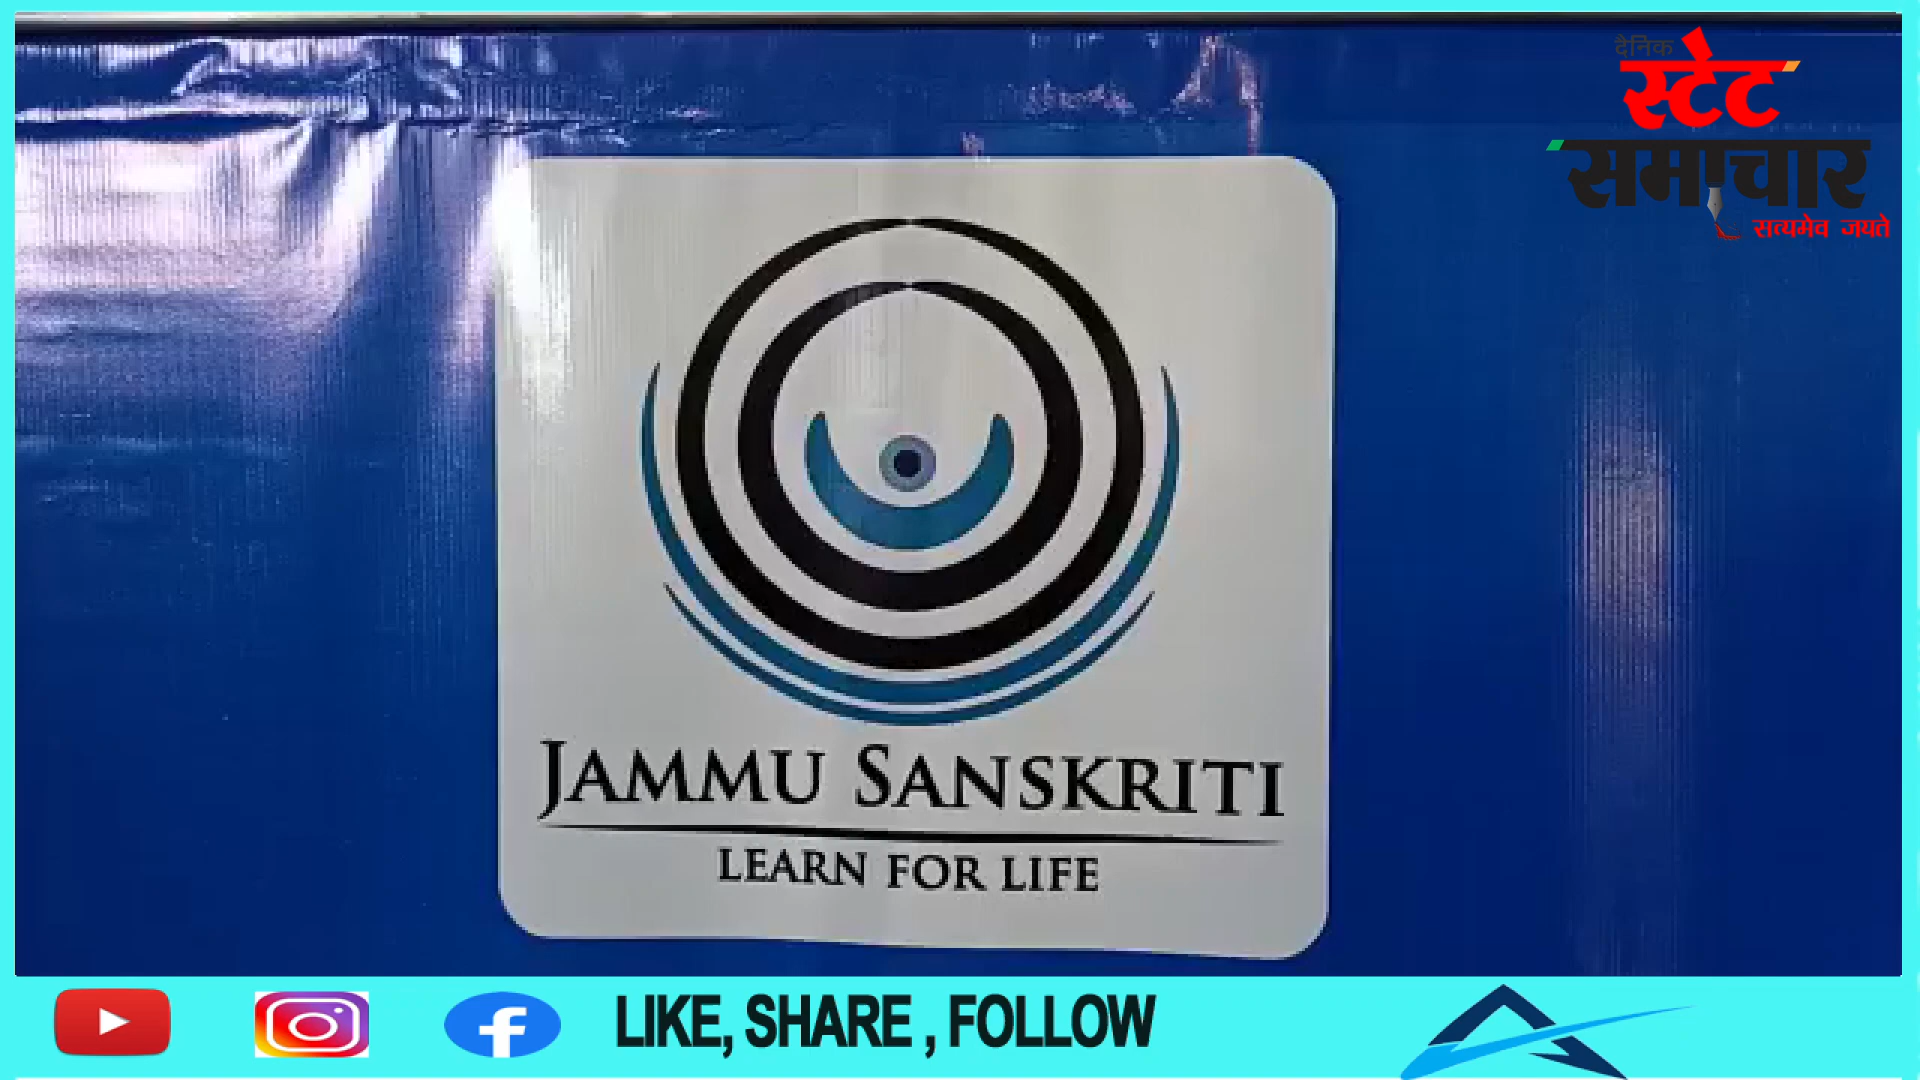 दैनिक
स्टेट
समाचार
सत्यमेव जयते
JAMMU SANSKRITI
LEARN FOR LIFE
LIKE, SHARE , FOLLOW